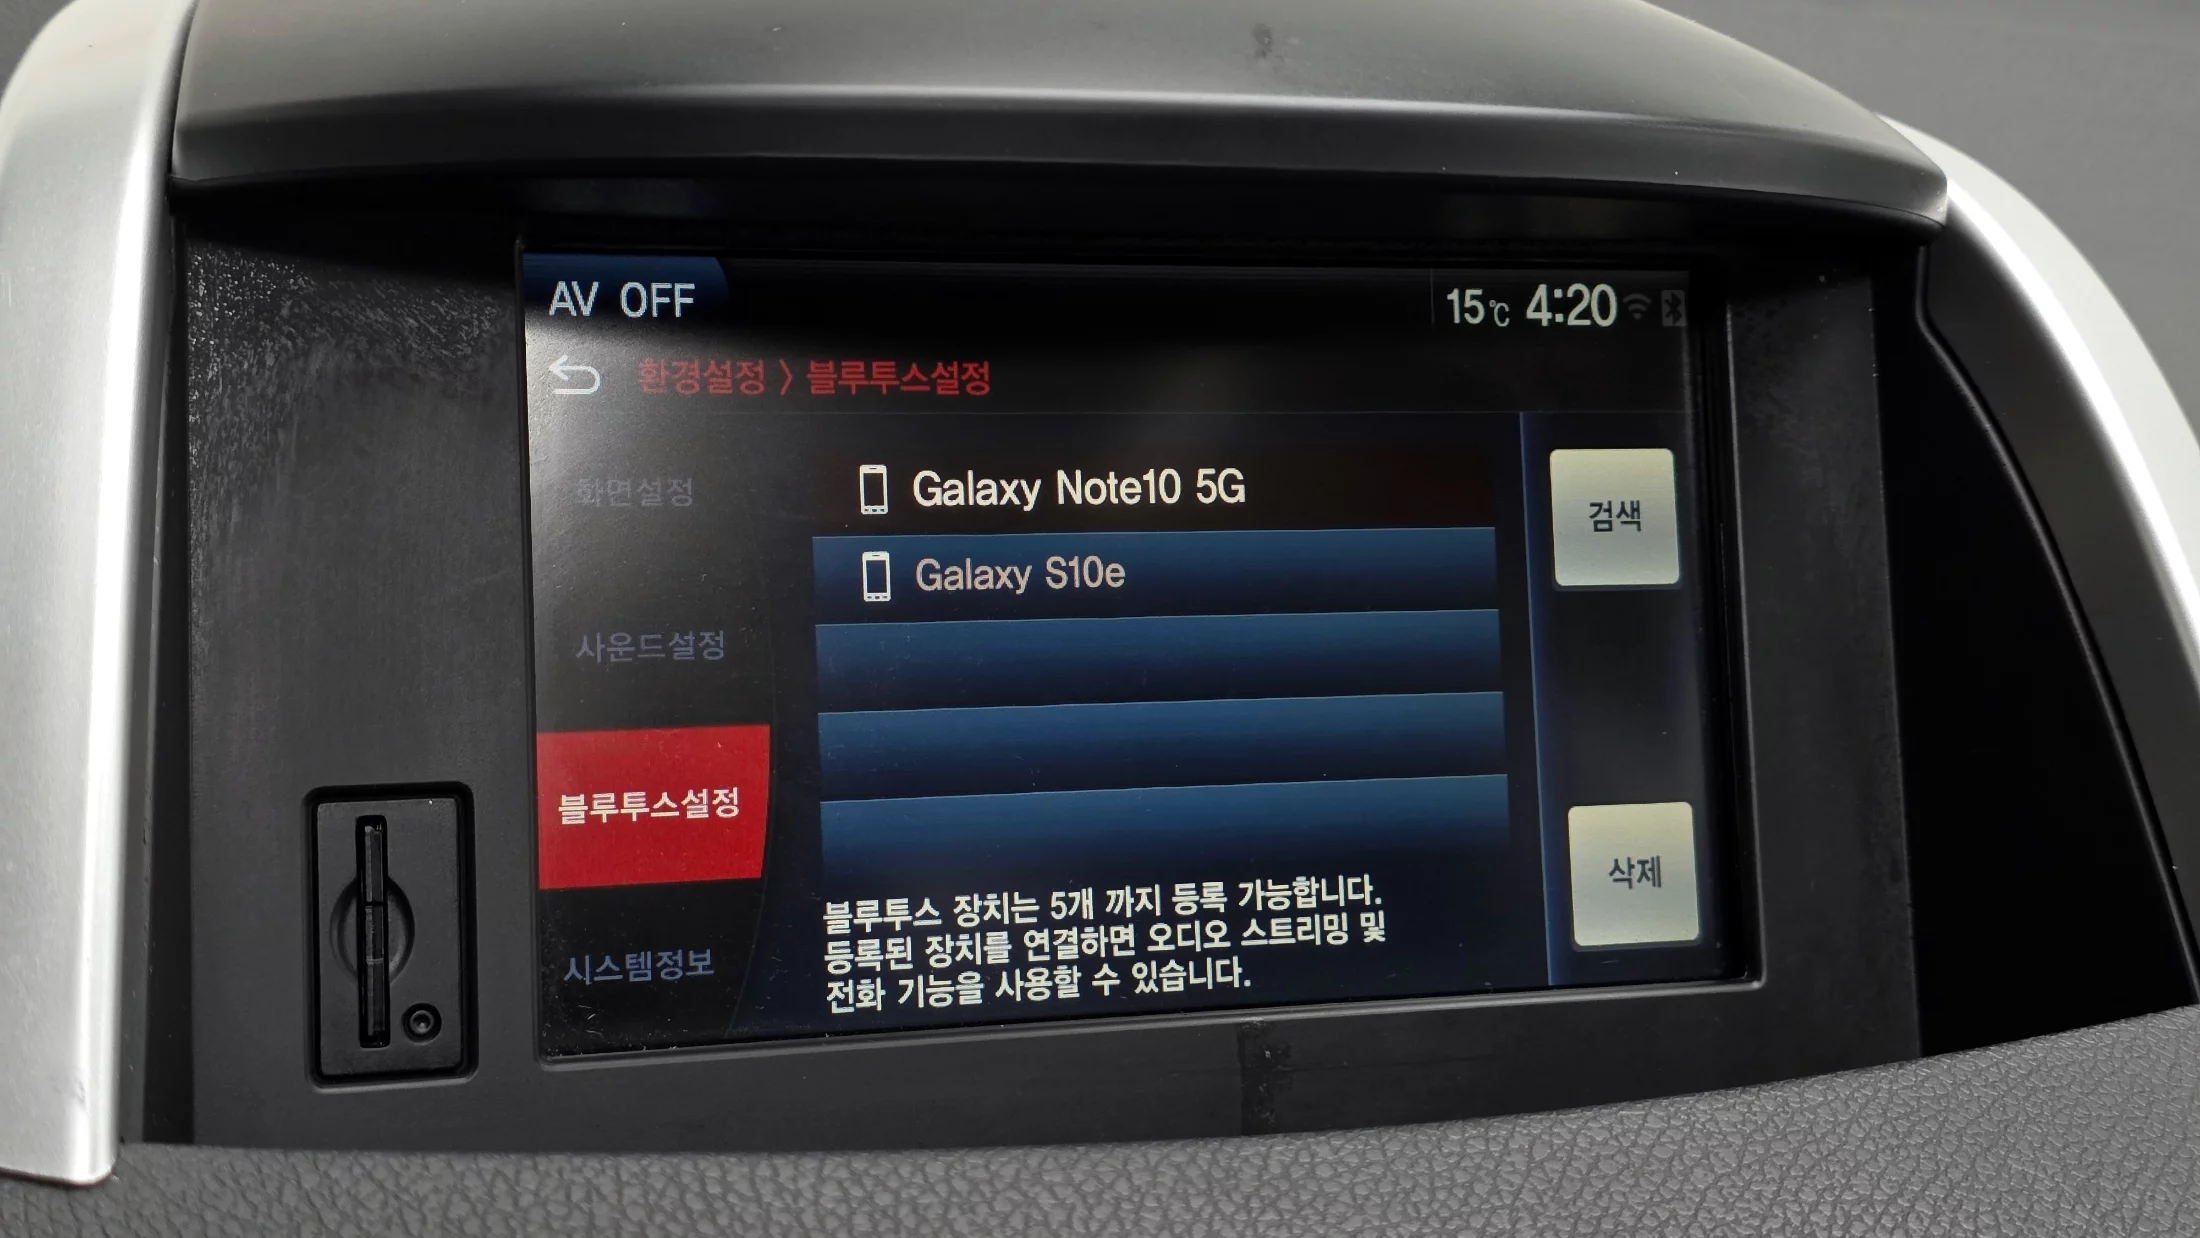 AV OFF
15℃ 4:20
환경설정 > 블루투스설정
화면설정
사운드설정
블루투스설정
시스템정보
Galaxy Note10 5G
Galaxy S10e
블루투스 장치는 5개 까지 등록 가능합니다.
등록된 장치를 연결하면 오디오 스트리밍 및
전화 기능을 사용할 수 있습니다.
검색
삭제